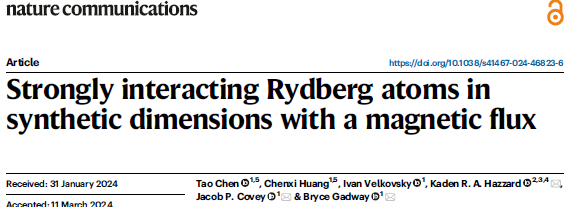 nature communications
Article
https://doi.org/10.1038/s41467-024-46823-6
Strongly interacting Rydberg atoms in
synthetic dimensions with a magnetic flux
Received: 31 January 2024
Accepted: 11 March 2024
Tao Chen 1,5, Chenxi Huang1,5, Ivan Velkovsky 1, Kaden R. A. Hazzard 2,3,4 ,
Jacob P. Covey 1 & Bryce Gadway 1